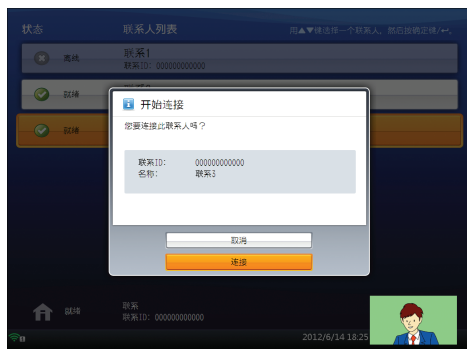 状态 联系人列表 用▲▼键选择一个联系人，然后按确定键/↵。
离线 联系1
联系ID: 000000000000
就绪
就绪
开始连接
您要连接此联系人吗？
联系ID: 000000000000
名称: 联系3
取消
连接
就绪 联系
联系ID: 000000000000
2012/6/14 18:25